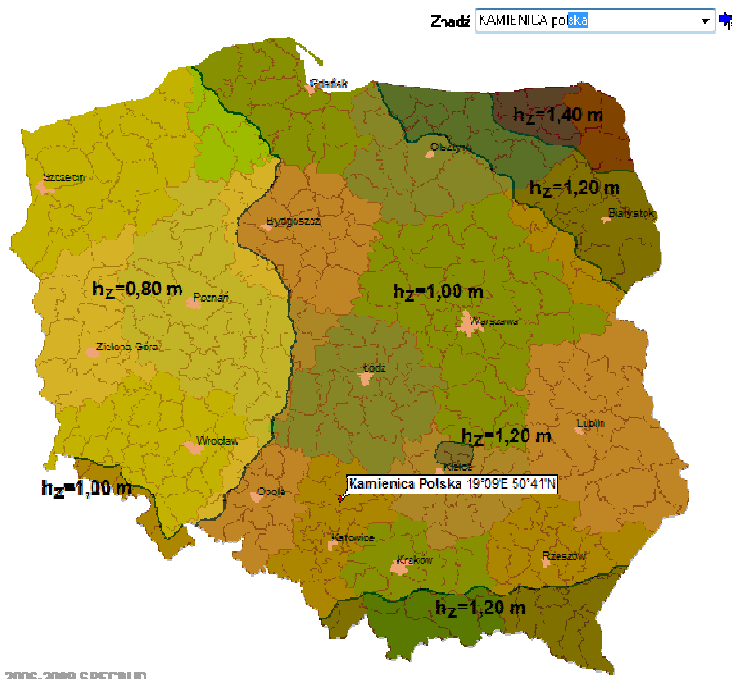 Znadź KAMIENICA polska
Gdańsk
hz=1,40 m
Olsztyn
Szczecin
hz=1,20 m
Białystok
Bydgoszcz
hz=0,80 m
Poznań
hz=1,00 m
Warszawa
Zielona Góra
Łódź
Lublin
hz=1,20 m
Wrocław
Kielce
hz=1,00 m
Opole
Kamienica Polska 19°09'E 50°41'N
Katowice
Kraków
Rzeszów
hz=1,20 m